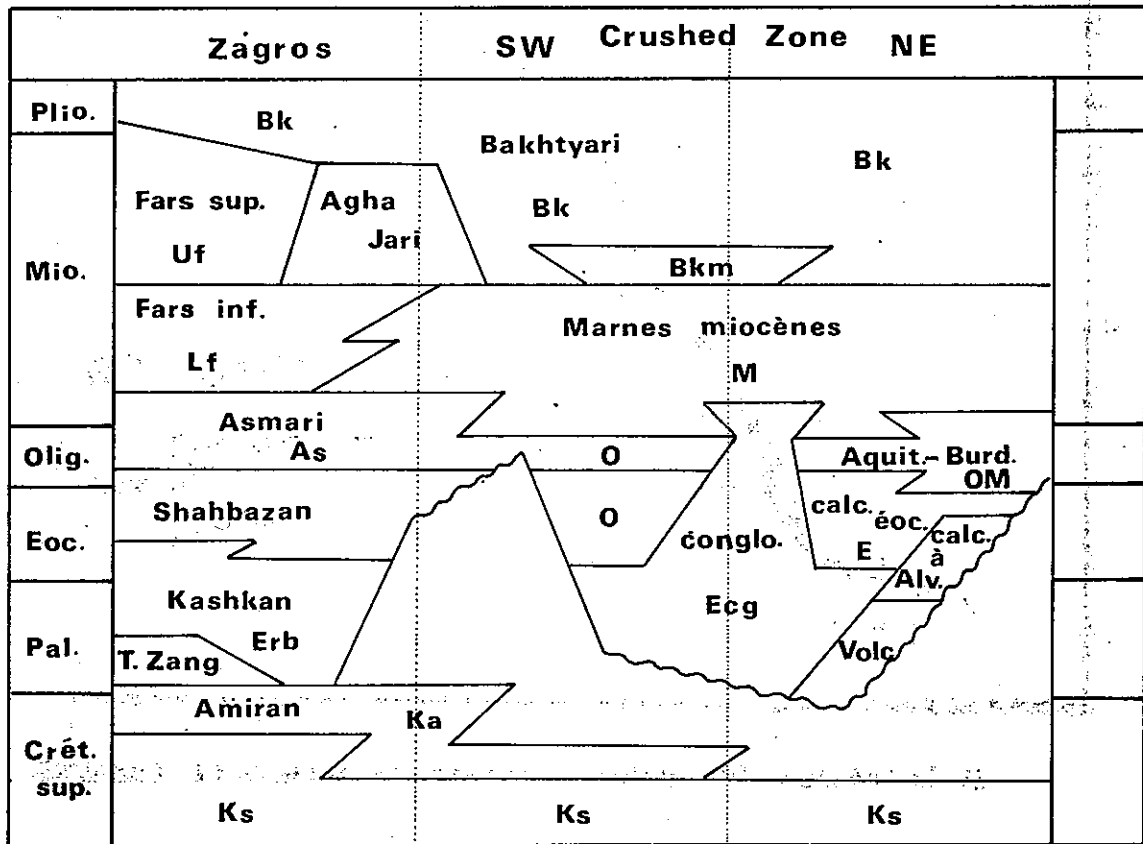 Zagros SW Crushed Zone NE
Plio.
Bk
Bakhtyari
Bk
Fars sup.
Agha
Bk
Jari
Uf
Mio.
Bkm
Fars inf.
Marnes miocènes
Lf
M
Asmari
Olig.
As
O
Aquit.-Burd.
OM
Shahbazan
O
calc.
éoc.
calc.
Eoc.
conglo.
E
à
Alv.
Kashkan
Ecg
Erb
Pal.
T. Zang
Volc.
Amiran
Ka
Crét.
sup.
Ks
Ks
Ks